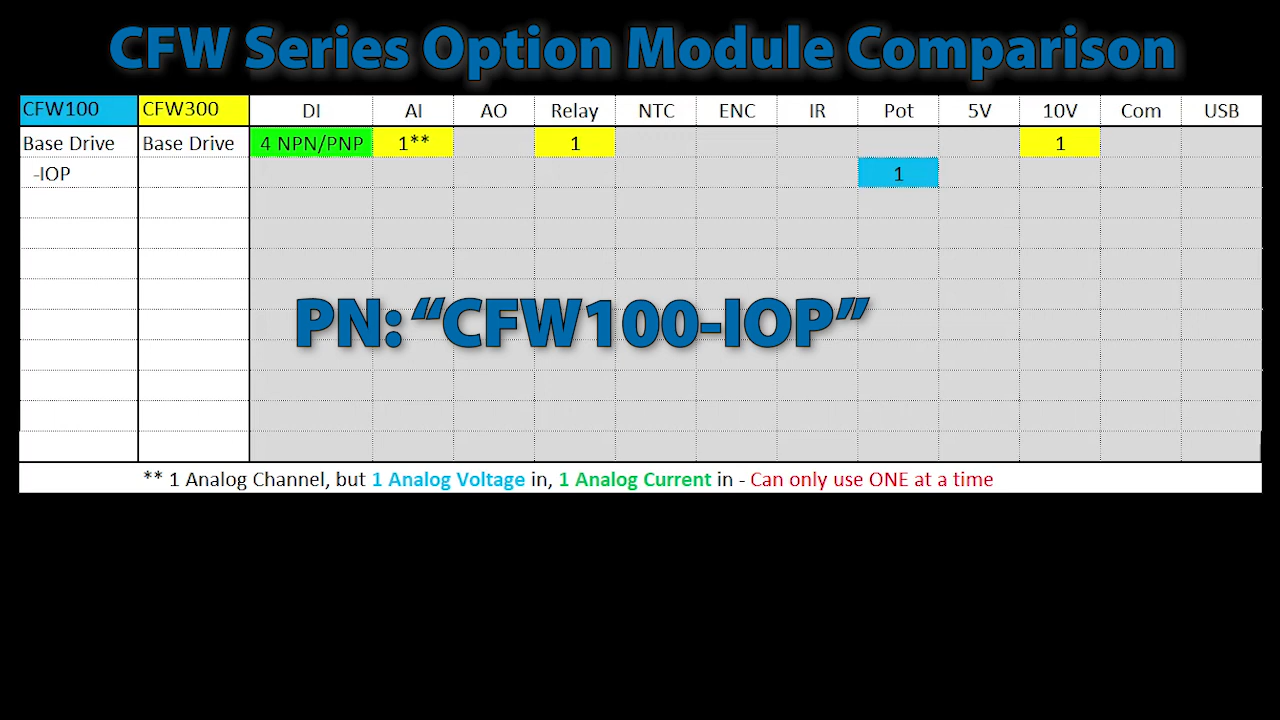 CFW Series Option Module Comparison
CFW100 CFW300 DI AI AO Relay NTC ENC IR Pot 5V 10V Com USB
Base Drive Base Drive 4 NPN/PNP 1** 1 1
-IOP 1
PN: “CFW100-IOP”
** 1 Analog Channel, but 1 Analog Voltage in, 1 Analog Current in - Can only use ONE at a time